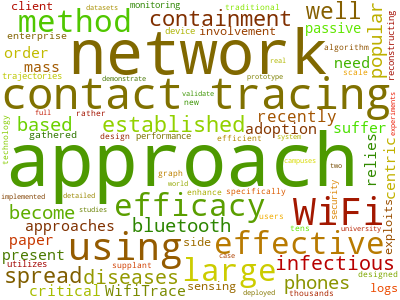 client datasets traditional monitoring
enterprise device algorithm
method containment popular reconstructing
order involvement well passive
mass network need
trajectories demonstrate prototype real scale
full rather validate new
contact tracing
technology based established recently suffer
gathered design performance efficient system adoption relies centric
approach
graph campuses two
world enhance specifically
become efficacy WiFi exploits experiments
approaches bluetooth security
implemented paper detailed users university
present studies using side effective
utilizes tens
spread diseases large infectious
case supplant sensing phones designed
critical WifiTrace deployed thousands logs